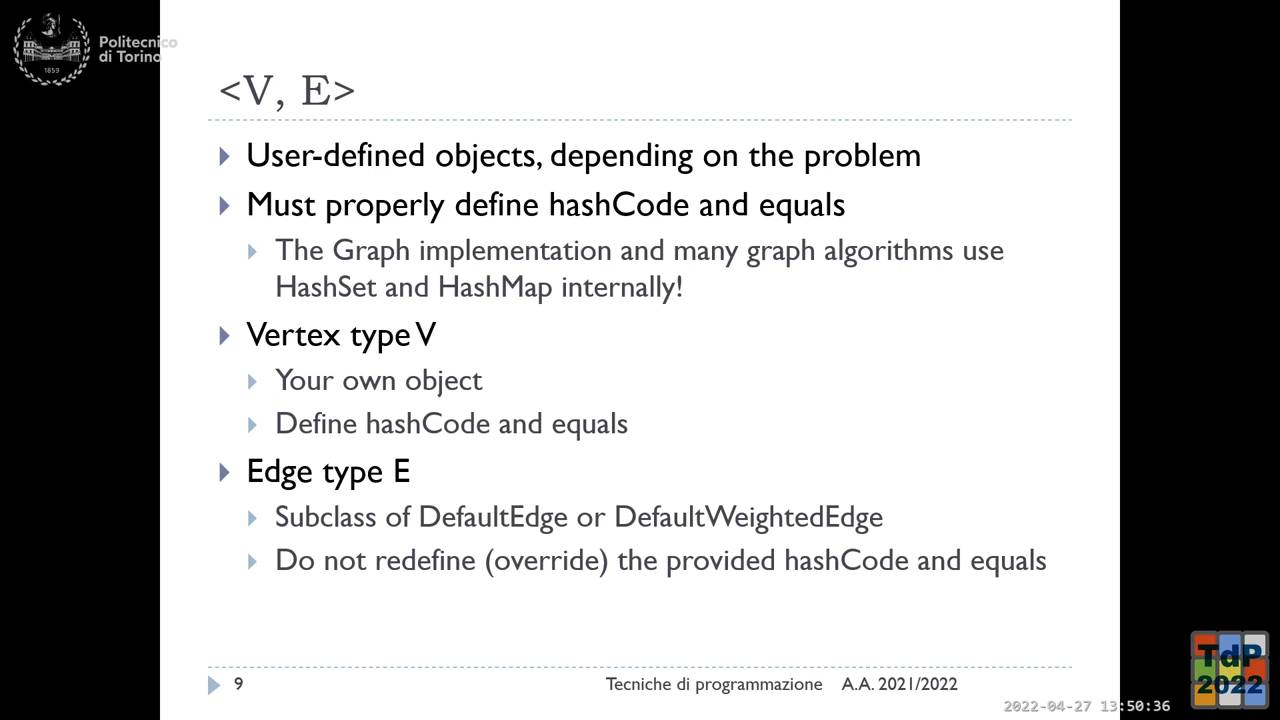 Politecnico
di Torino
1859
<V, E>
User-defined objects, depending on the problem
Must properly define hashCode and equals
The Graph implementation and many graph algorithms use
HashSet and HashMap internally!
Vertex type V
Your own object
Define hashCode and equals
Edge type E
Subclass of DefaultEdge or DefaultWeightedEdge
Do not redefine (override) the provided hashCode and equals
9
Tecniche di programmazione A.A. 2021/2022
TdP
2022
2022-04-27 13:50:36